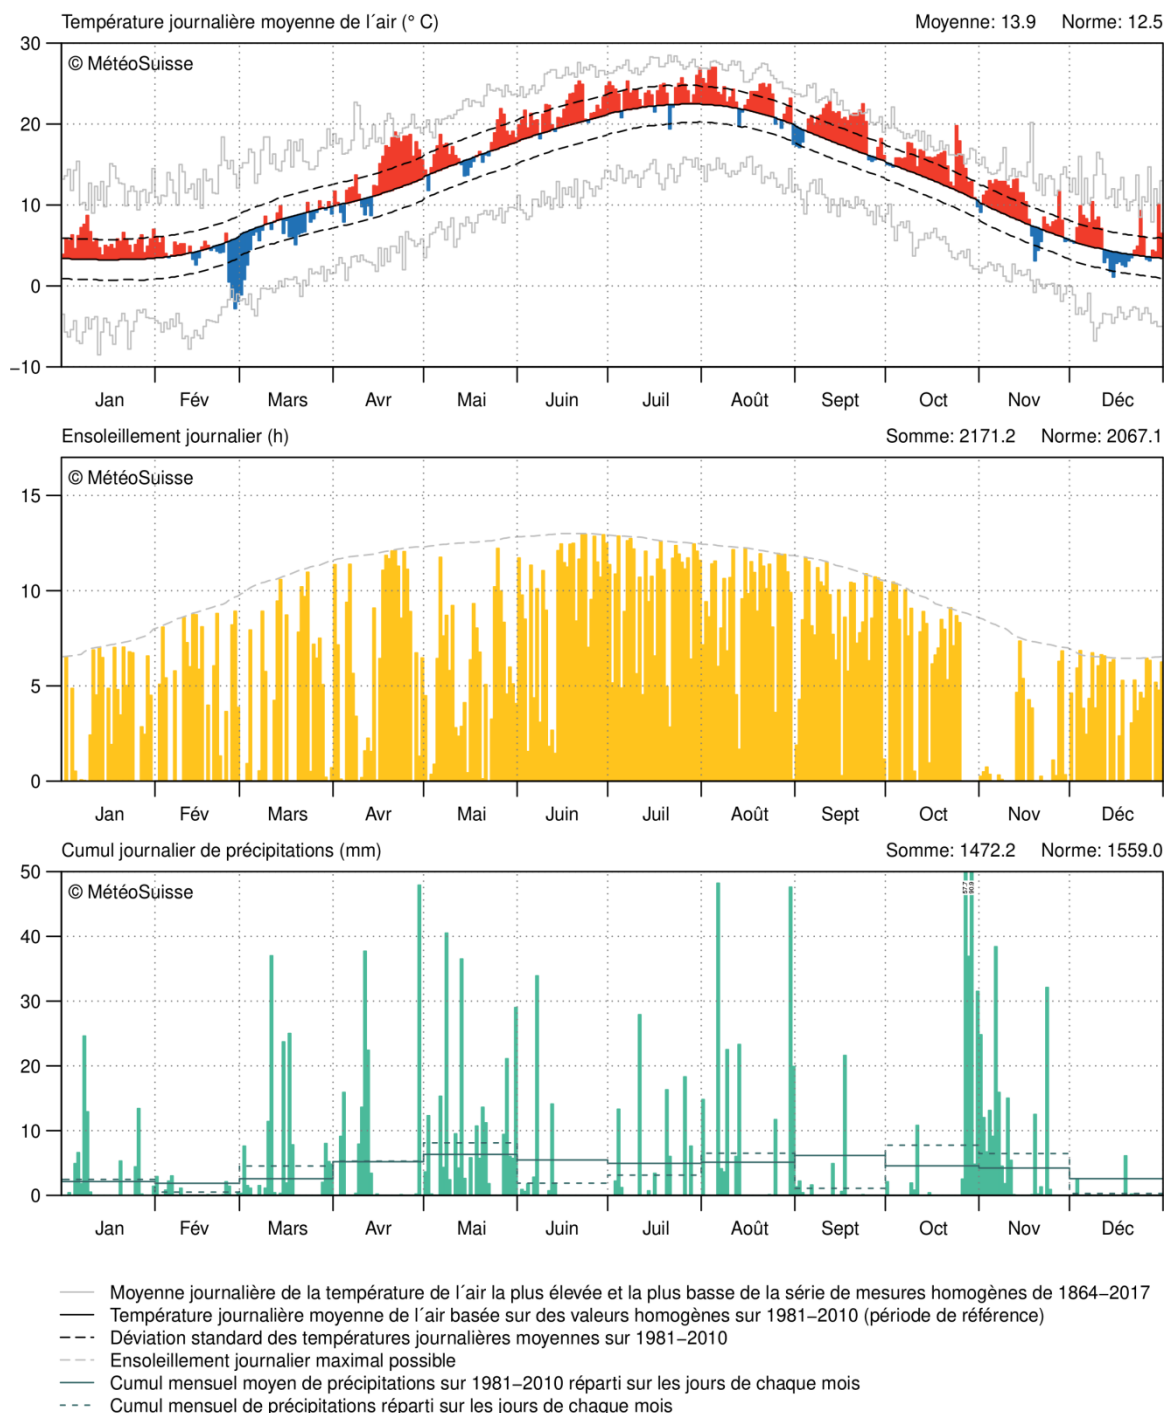 Température journalière moyenne de l´air (° C) Moyenne: 13.9 Norme: 12.5
30
© MétéoSuisse
20
10
0
−10
Jan Fév Mars Avr Mai Juin Juil Août Sept Oct Nov Déc
Ensoleillement journalier (h) Somme: 2171.2 Norme: 2067.1
© MétéoSuisse
15
10
5
0
Jan Fév Mars Avr Mai Juin Juil Août Sept Oct Nov Déc
Cumul journalier de précipitations (mm) Somme: 1472.2 Norme: 1559.0
50
© MétéoSuisse
40
30
20
10
0
Jan Fév Mars Avr Mai Juin Juil Août Sept Oct Nov Déc
Moyenne journalière de la température de l´air la plus élevée et la plus basse de la série de mesures homogènes de 1864−2017
Température journalière moyenne de l´air basée sur des valeurs homogènes sur 1981−2010 (période de référence)
Déviation standard des températures journalières moyennes sur 1981−2010
Ensoleillement journalier maximal possible
Cumul mensuel moyen de précipitations sur 1981−2010 réparti sur les jours de chaque mois
Cumul mensuel de précipitations réparti sur les jours de chaque mois